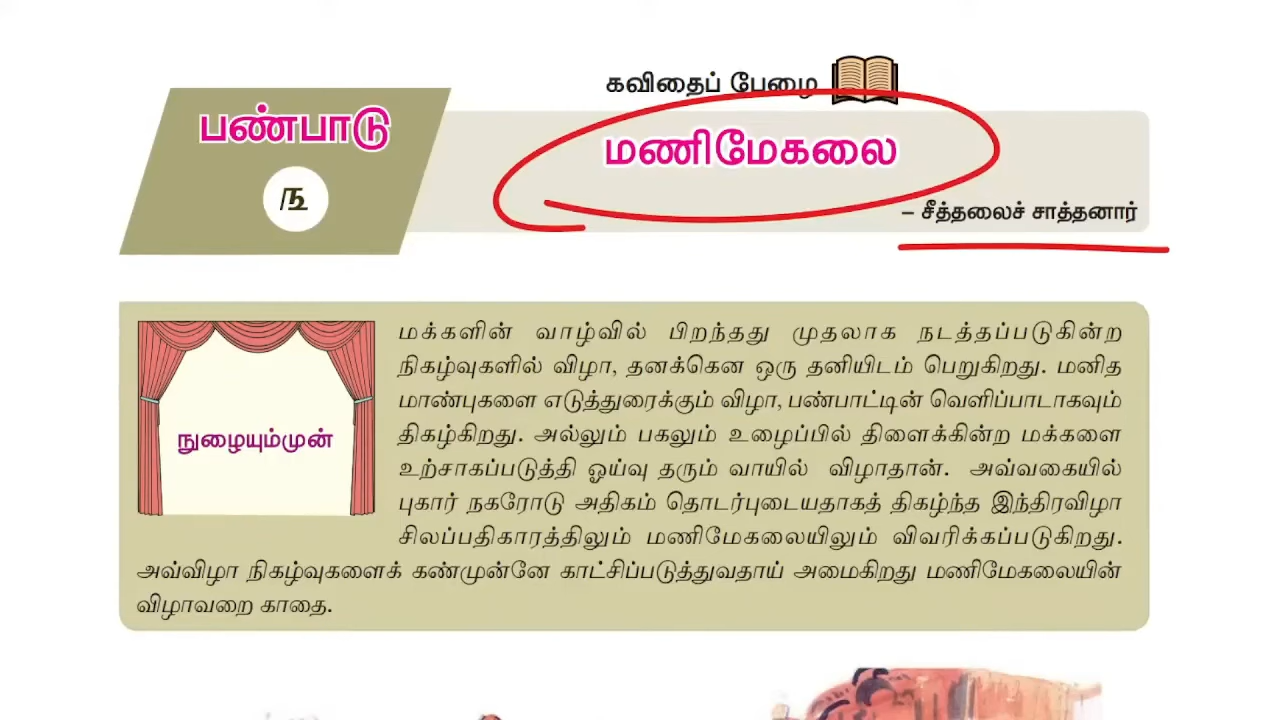 கவிதைப் பேழை
பண்பாடு
மணிமேகலை
௩
– சீத்தலைச் சாத்தனார்
நுழையும்முன்
மக்களின் வாழ்வில் பிறந்தது முதலாக நடத்தப்படுகின்ற
நிகழ்வுகளில் விழா, தனக்கென ஒரு தனியிடம் பெறுகிறது. மனித
மாண்புகளை எடுத்துரைக்கும் விழா, பண்பாட்டின் வெளிப்பாடாகவும்
திகழ்கிறது. அல்லும் பகலும் உழைப்பில் திளைக்கின்ற மக்களை
உற்சாகப்படுத்தி ஓய்வு தரும் வாயில் விழாதான். அவ்வகையில்
புகார் நகரோடு அதிகம் தொடர்புடையதாகத் திகழ்ந்த இந்திரவிழா
சிலப்பதிகாரத்திலும் மணிமேகலையிலும் விவரிக்கப்படுகிறது.
அவ்விழா நிகழ்வுகளைக் கண்முன்னே காட்சிப்படுத்துவதாய் அமைகிறது மணிமேகலையின்
விழாவறை காதை.